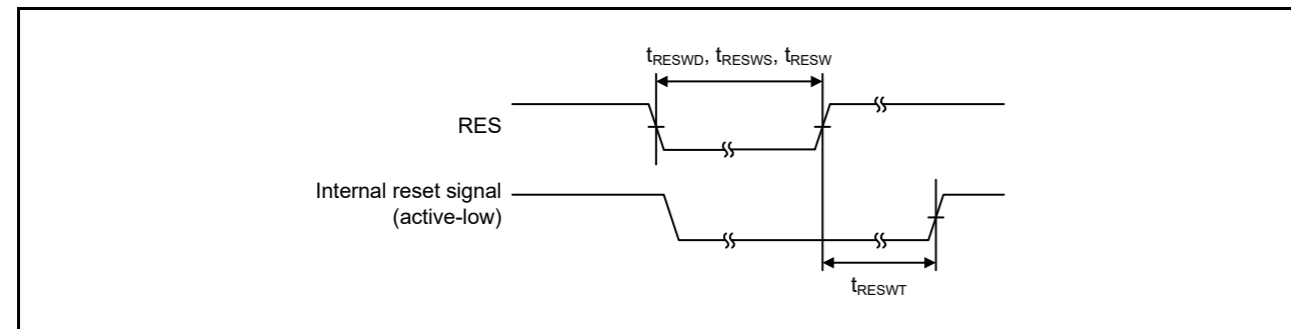 tRESWD, tRESWS, tRESW
RES
Internal reset signal
(active-low)
tRESWT